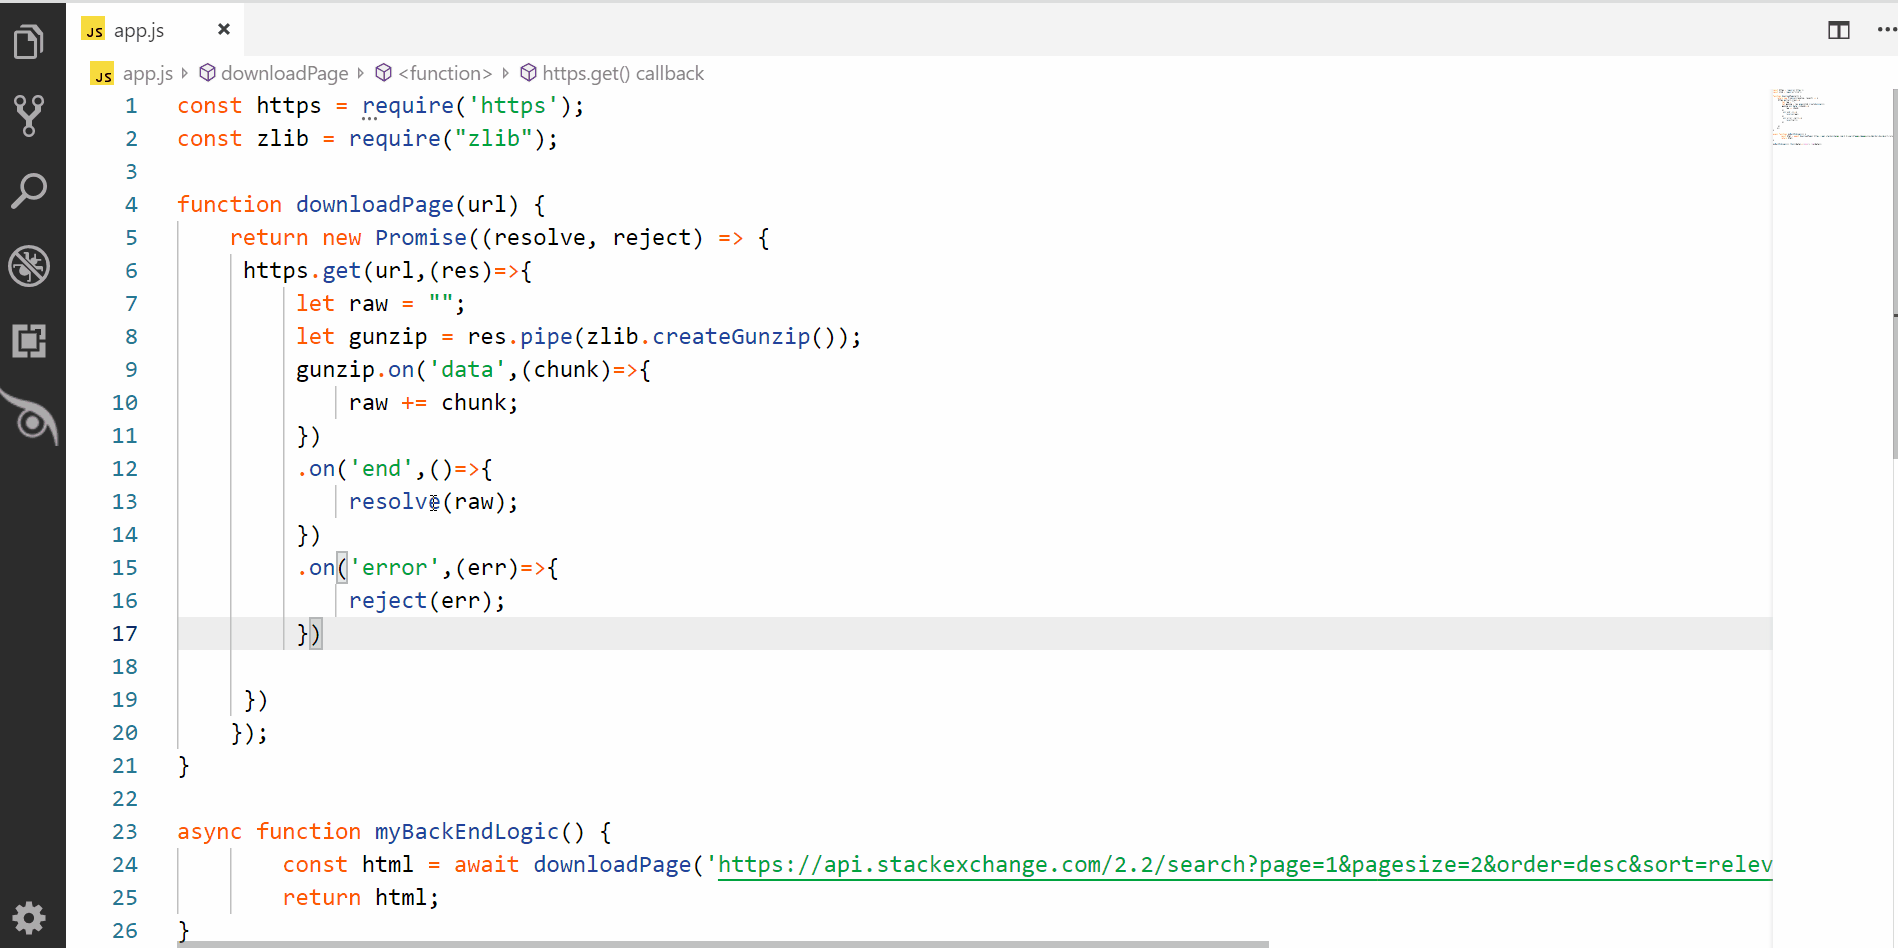 JS app.js ×
JS app.js downloadPage <function> https.get() callback
1 const https = require('https');
2 const zlib = require("zlib");
3
4 function downloadPage(url) {
5 return new Promise((resolve, reject) => {
6 https.get(url,(res)=>{
7 let raw = "";
8 let gunzip = res.pipe(zlib.createGunzip());
9 gunzip.on('data',(chunk)=>{
10 raw += chunk;
11 })
12 .on('end',()=>{
13 resolve(raw);
14 })
15 .on('error',(err)=>{
16 reject(err);
17 })
18
19 })
20 });
21 }
22
23 async function myBackEndLogic() {
24 const html = await downloadPage('https://api.stackexchange.com/2.2/search?page=1&pagesize=2&order=desc&sort=relev
25 return html;
26 }